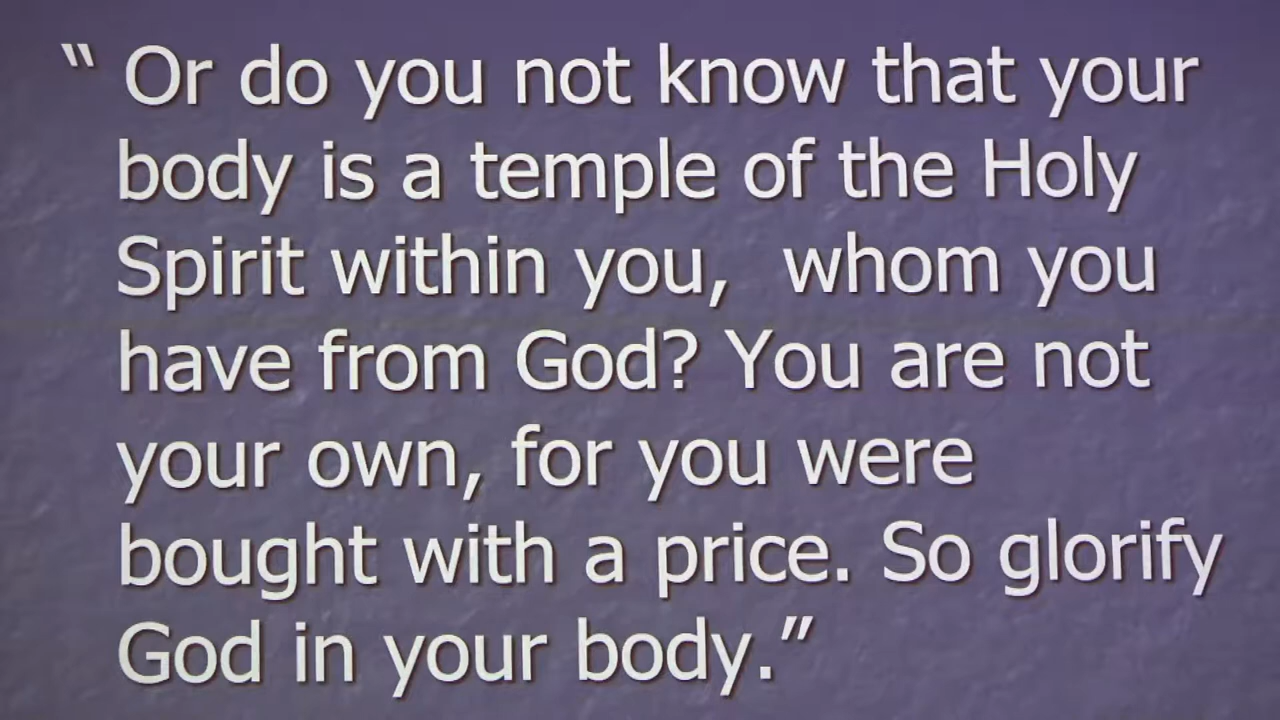 “ Or do you not know that your
body is a temple of the Holy
Spirit within you,  whom you
have from God? You are not
your own, for you were
bought with a price. So glorify
God in your body.”